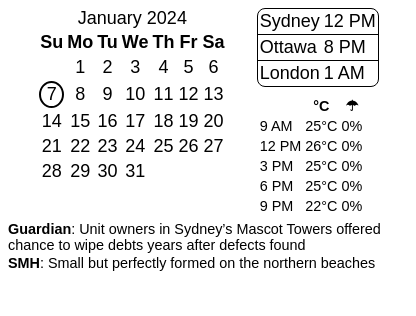 January 2024
Su Mo Tu We Th Fr Sa
1 2 3 4 5 6
7 8 9 10 11 12 13
14 15 16 17 18 19 20
21 22 23 24 25 26 27
28 29 30 31
Sydney 12 PM
Ottawa 8 PM
London 1 AM
°C ☂
9 AM 25°C 0%
12 PM 26°C 0%
3 PM 25°C 0%
6 PM 25°C 0%
9 PM 22°C 0%
Guardian: Unit owners in Sydney's Mascot Towers offered
chance to wipe debts years after defects found
SMH: Small but perfectly formed on the northern beaches